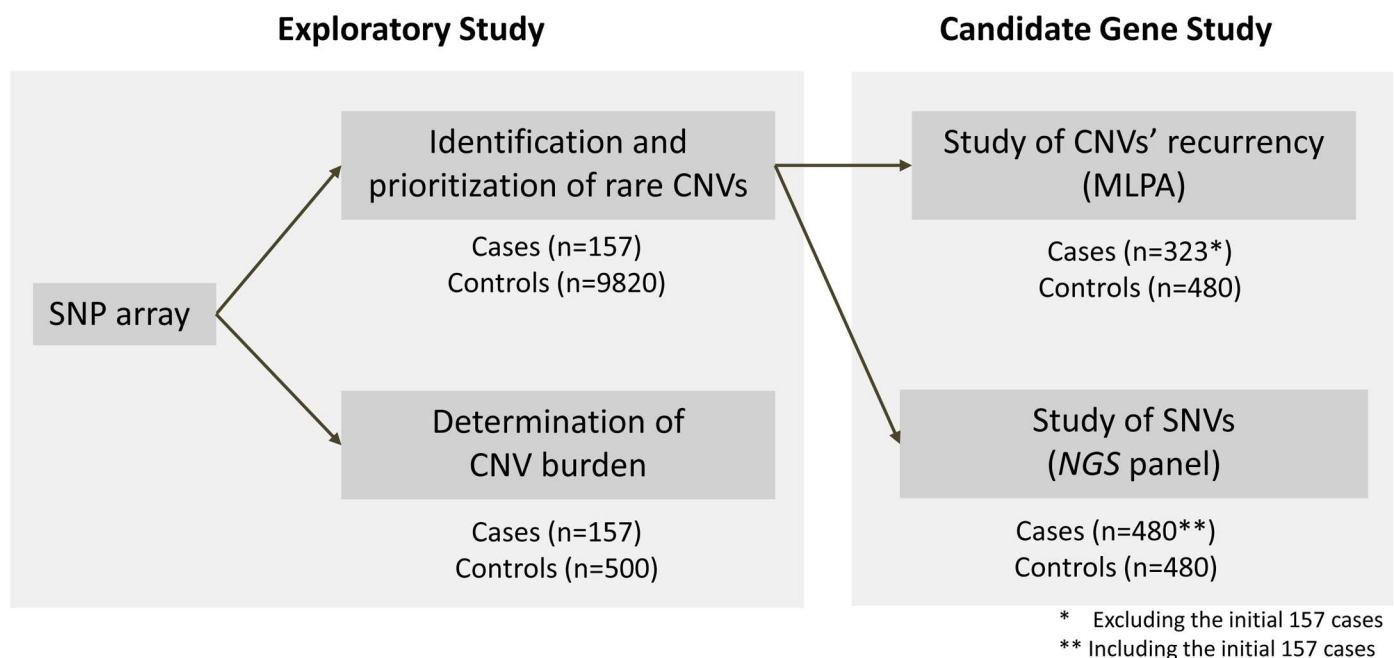 Exploratory Study
Candidate Gene Study
SNP array
Identification and
prioritization of rare CNVs
Cases (n=157)
Controls (n=9820)
Determination of
CNV burden
Cases (n=157)
Controls (n=500)
Study of CNVs’ recurrency
(MLPA)
Cases (n=323*)
Controls (n=480)
Study of SNVs
(NGS panel)
Cases (n=480**)
Controls (n=480)
* Excluding the initial 157 cases
** Including the initial 157 cases